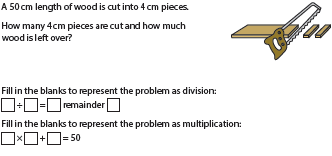 A 50 cm length of wood is cut into 4 cm pieces.
How many 4 cm pieces are cut and how much
wood is left over?
Fill in the blanks to represent the problem as division:
□ ÷ □ = □ remainder □
Fill in the blanks to represent the problem as multiplication:
□ × □ + □ = 50